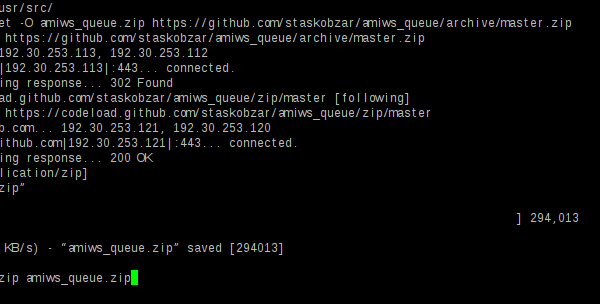 usr/src/
et -O amiws_queue.zip https://github.com/staskobzar/amiws_queue/archive/master.zip
https://github.com/staskobzar/amiws_queue/archive/master.zip
192.30.253.113, 192.30.253.112
|192.30.253.113|:443... connected.
ing response... 302 Found
ad.github.com/staskobzar/amiws_queue/zip/master [following]
https://codeload.github.com/staskobzar/amiws_queue/zip/master
b.com... 192.30.253.121, 192.30.253.120
ithub.com|192.30.253.121|:443... connected.
ing response... 200 OK
lication/zip]
zip”
] 294,013
KB/s) - “amiws_queue.zip” saved [294013]
zip amiws_queue.zip